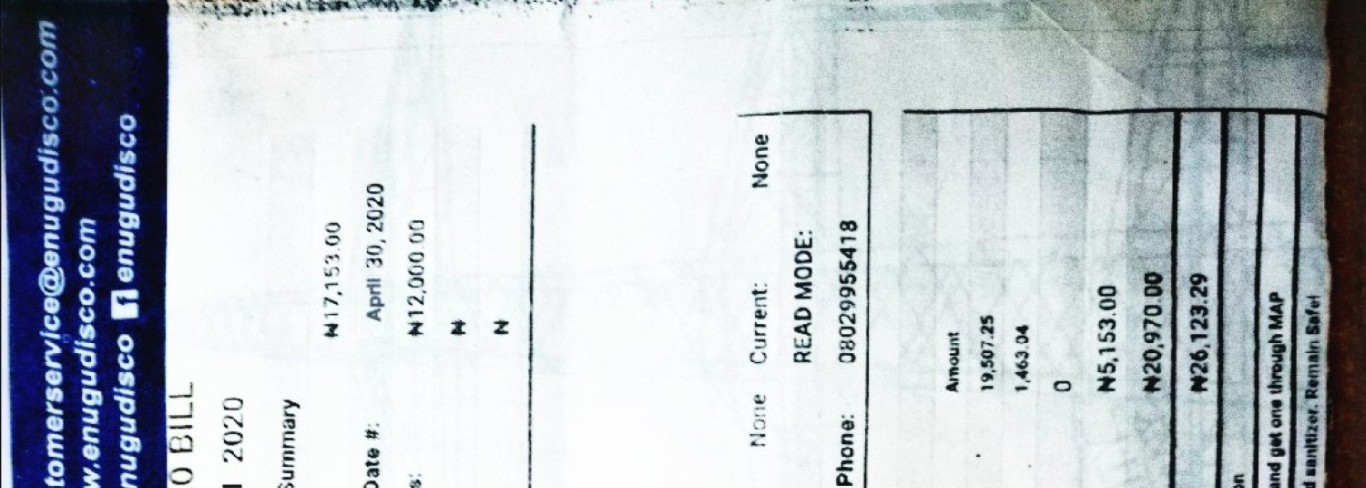 tomerservice@enugudisco.com
w.enugudisco.com
nugudisco f enugudisco
O BILL
l 2020
Summary
₦17,153.00
Date #: April 30, 2020
s: ₦12,000.00
₦
₦
None Current: None
READ MODE:
Phone: 08029955418
Amount
19,507.25
1,463.04
0
₦5,153.00
₦20,970.00
₦26,123.29
on
and get one through MAP
d sanitizer. Remain Safe!